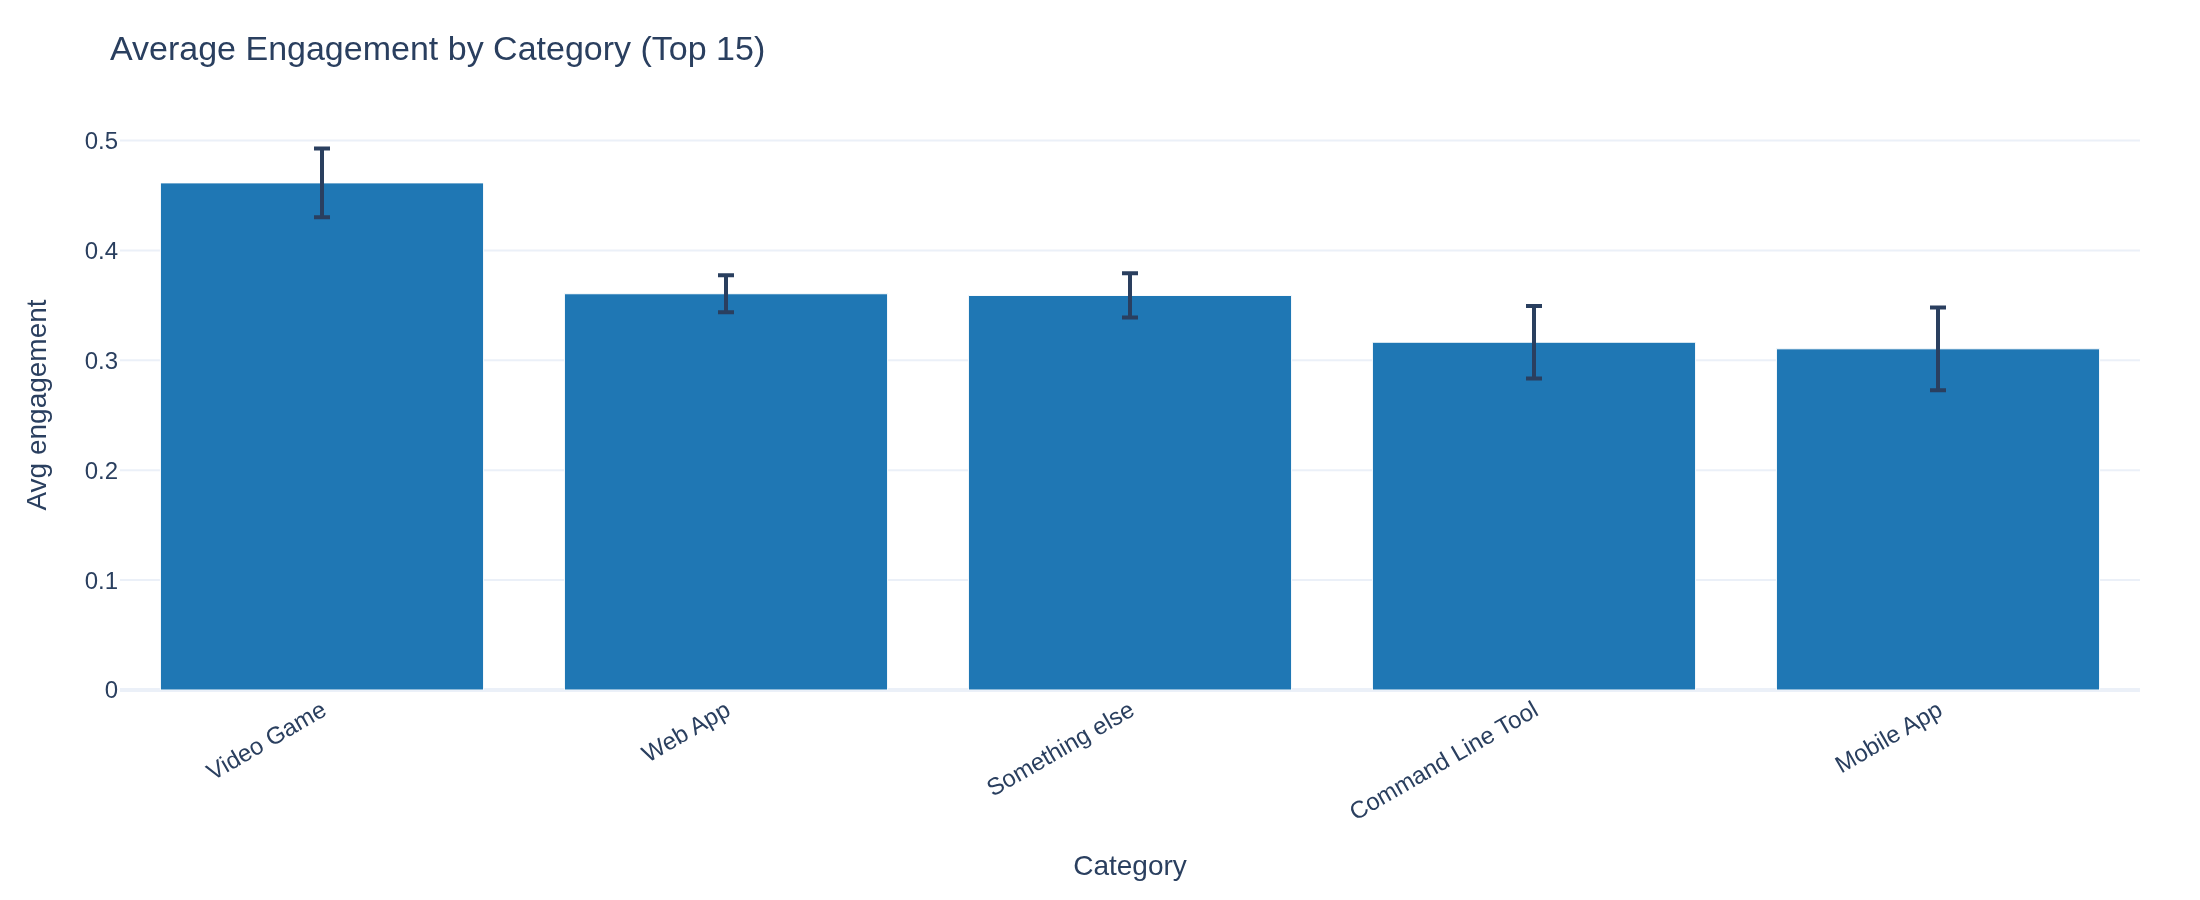 Average Engagement by Category (Top 15)
Avg engagement
0.5
0.4
0.3
0.2
0.1
0
Video Game
Web App
Something else
Command Line Tool
Mobile App
Category